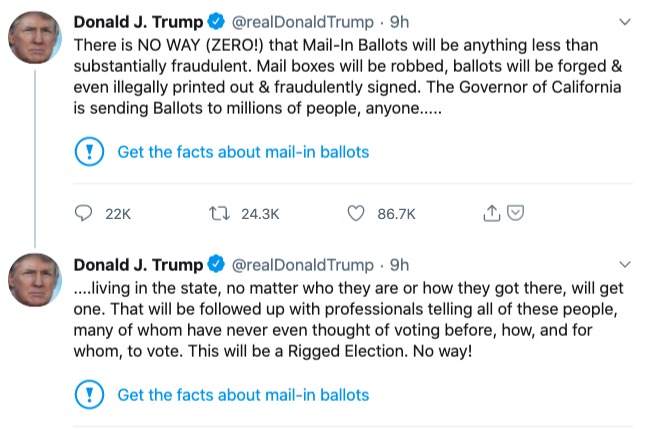 Donald J. Trump @realDonaldTrump · 9h
There is NO WAY (ZERO!) that Mail-In Ballots will be anything less than
substantially fraudulent. Mail boxes will be robbed, ballots will be forged &
even illegally printed out & fraudulently signed. The Governor of California
is sending Ballots to millions of people, anyone.....
Get the facts about mail-in ballots
22K 24.3K 86.7K
Donald J. Trump @realDonaldTrump · 9h
....living in the state, no matter who they are or how they got there, will get
one. That will be followed up with professionals telling all of these people,
many of whom have never even thought of voting before, how, and for
whom, to vote. This will be a Rigged Election. No way!
Get the facts about mail-in ballots